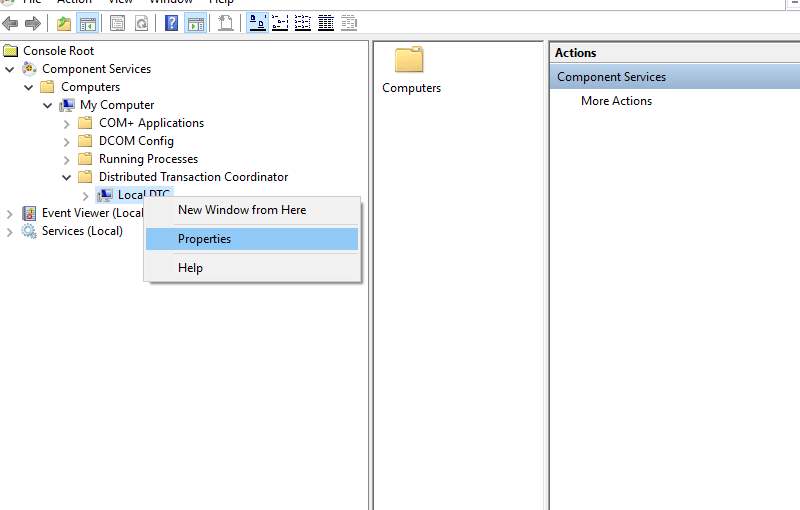 File Action View Window Help
Console Root
Component Services
Computers
My Computer
COM+ Applications
DCOM Config
Running Processes
Distributed Transaction Coordinator
Local DTC
Event Viewer (Local
Services (Local)
New Window from Here
Properties
Help
Computers
Actions
Component Services
More Actions